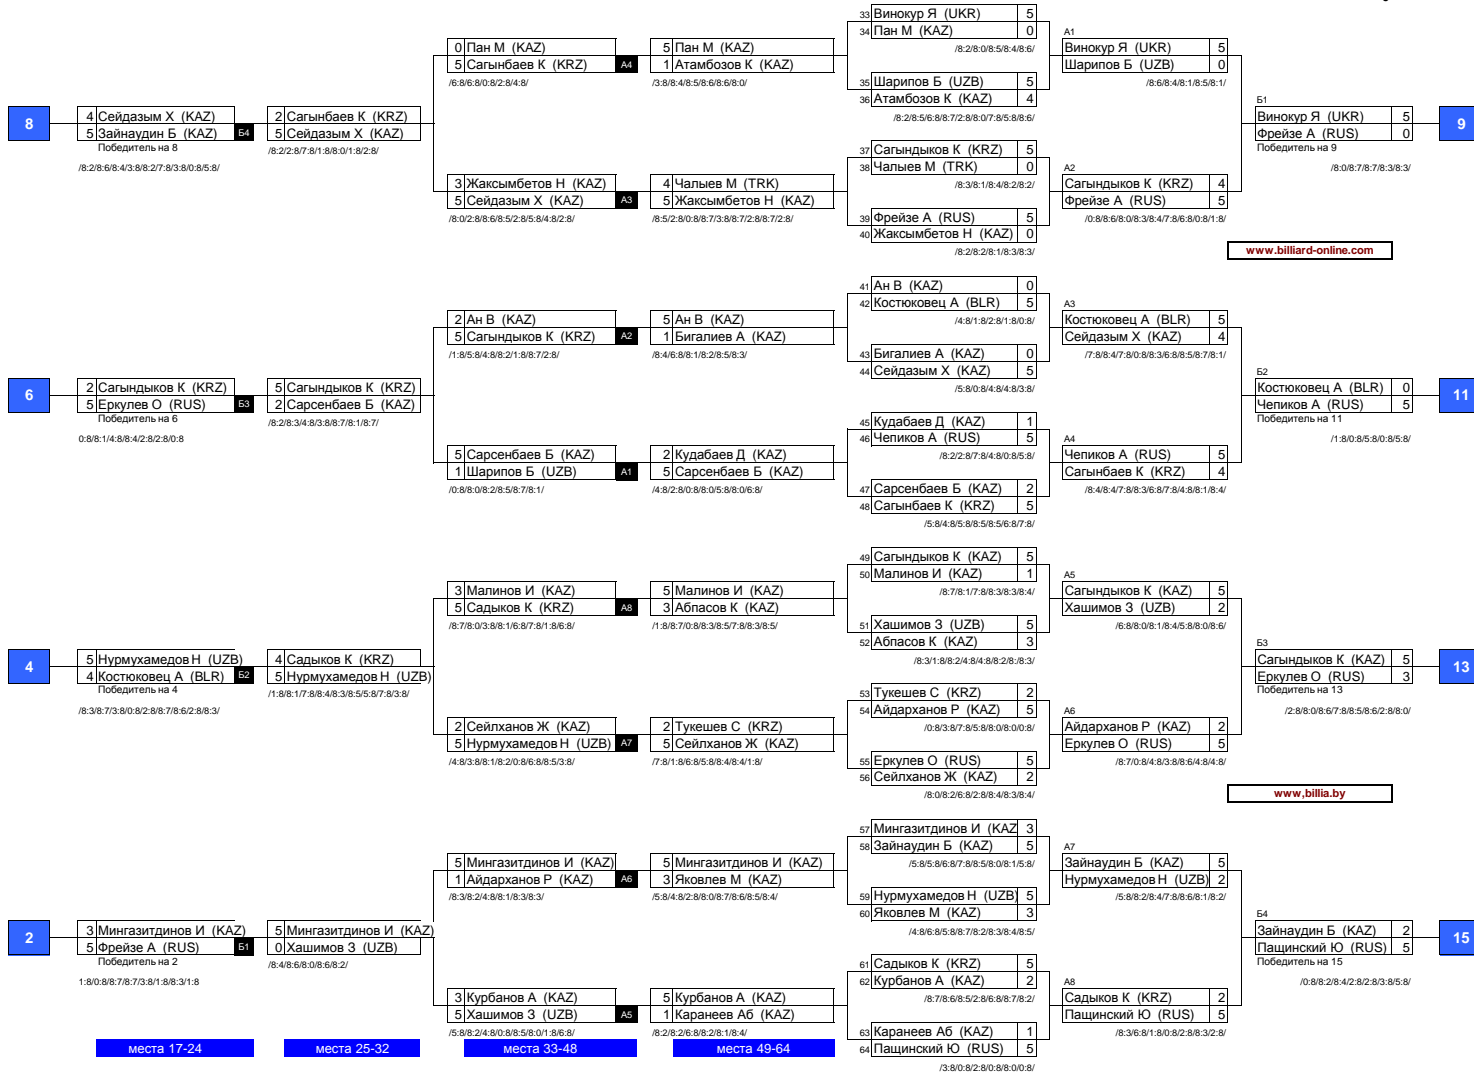 33 Винокур Я (UKR) 5
34 Пан М (KAZ) 0
/8:2/8:0/8:5/8:4/8:6/
35 Шарипов Б (UZB) 5
36 Атамбозов К (KAZ) 4
/8:2/8:5/6:8/8:7/2:8/8:0/7:8/5:8/8:6/
37 Сагындыков К (KRZ) 5
38 Чалыев М (TRK) 0
/8:3/8:1/8:4/8:2/8:2/
39 Фрейзе А (RUS) 5
40 Жаксымбетов Н (KAZ) 0
/8:2/8:2/8:1/8:3/8:3/
0 Пан М (KAZ)
5 Сагынбаев К (KRZ) А4
/6:8/6:8/0:8/2:8/4:8/
5 Пан М (KAZ)
1 Атамбозов К (KAZ)
/3:8/8:4/8:5/8:6/8:6/8:0/
А1
Винокур Я (UKR) 5
Шарипов Б (UZB) 0
/8:6/8:4/8:1/8:5/8:1/
8
4 Сейдазым Х (KAZ)
5 Зайнаудин Б (KAZ) Б4
Победитель на 8
/8:2/8:6/8:4/3:8/8:2/7:8/3:8/0:8/5:8/
2 Сагынбаев К (KRZ)
5 Сейдазым Х (KAZ)
/8:2/2:8/7:8/1:8/8:0/1:8/2:8/
Б1
Винокур Я (UKR) 5
Фрейзе А (RUS) 0
Победитель на 9
/8:0/8:7/8:7/8:3/8:3/
9
3 Жаксымбетов Н (KAZ)
5 Сейдазым Х (KAZ) А3
/8:0/2:8/8:6/8:5/2:8/5:8/4:8/2:8/
4 Чалыев М (TRK)
5 Жаксымбетов Н (KAZ)
/8:5/2:8/0:8/8:7/3:8/8:7/2:8/8:7/2:8/
А2
Сагындыков К (KRZ) 4
Фрейзе А (RUS) 5
/0:8/8:6/8:0/8:3/8:4/7:8/6:8/0:8/1:8/
www.billiard-online.com
41 Ан В (KAZ) 0
42 Костюковец А (BLR) 5
/4:8/1:8/2:8/1:8/0:8/
43 Бигалиев А (KAZ) 0
44 Сейдазым Х (KAZ) 5
/5:8/0:8/4:8/4:8/3:8/
45 Кудабаев Д (KAZ) 1
46 Чепиков А (RUS) 5
/8:2/2:8/7:8/4:8/0:8/5:8/
47 Сарсенбаев Б (KAZ) 2
48 Сагынбаев К (KRZ) 5
/5:8/4:8/5:8/8:5/8:5/6:8/7:8/
2 Ан В (KAZ)
5 Сагындыков К (KRZ) А2
/1:8/5:8/4:8/8:2/1:8/8:7/2:8/
5 Ан В (KAZ)
1 Бигалиев А (KAZ)
/8:4/6:8/8:1/8:2/8:5/8:3/
А3
Костюковец А (BLR) 5
Сейдазым Х (KAZ) 4
/7:8/8:4/7:8/0:8/8:3/6:8/8:5/8:7/8:1/
6
2 Сагындыков К (KRZ)
5 Еркулев О (RUS) Б3
Победитель на 6
0:8/8:1/4:8/8:4/2:8/2:8/0:8
5 Сагындыков К (KRZ)
2 Сарсенбаев Б (KAZ)
/8:2/8:3/4:8/3:8/8:7/8:1/8:7/
Б2
Костюковец А (BLR) 0
Чепиков А (RUS) 5
Победитель на 11
/1:8/0:8/5:8/0:8/5:8/
11
5 Сарсенбаев Б (KAZ)
1 Шарипов Б (UZB) А1
/0:8/8:0/8:2/8:5/8:7/8:1/
2 Кудабаев Д (KAZ)
5 Сарсенбаев Б (KAZ)
/4:8/2:8/0:8/8:0/5:8/8:0/6:8/
А4
Чепиков А (RUS) 5
Сагынбаев К (KRZ) 4
/8:4/8:4/7:8/8:3/6:8/7:8/4:8/8:1/8:4/
49 Сагындыков К (KAZ) 5
50 Малинов И (KAZ) 1
/8:7/8:1/7:8/8:3/8:3/8:4/
51 Хашимов З (UZB) 5
52 Абпасов К (KAZ) 3
/8:3/1:8/8:2/4:8/4:8/8:2/8:/8:3/
53 Тукешев С (KRZ) 2
54 Айдарханов Р (KAZ) 5
/0:8/3:8/7:8/5:8/8:0/8:0/0:8/
55 Еркулев О (RUS) 5
56 Сейлханов Ж (KAZ) 2
/8:0/8:2/6:8/2:8/8:4/8:3/8:4/
3 Малинов И (KAZ)
5 Садыков К (KRZ) А8
/8:7/8:0/3:8/8:1/6:8/7:8/1:8/6:8/
5 Малинов И (KAZ)
3 Абпасов К (KAZ)
/1:8/8:7/0:8/8:3/8:5/7:8/8:3/8:5/
А5
Сагындыков К (KAZ) 5
Хашимов З (UZB) 2
/6:8/8:0/8:1/8:4/5:8/8:0/8:6/
4
5 Нурмухамедов Н (UZB)
4 Костюковец А (BLR) Б2
Победитель на 4
/8:3/8:7/3:8/0:8/2:8/8:7/8:6/2:8/8:3/
4 Садыков К (KRZ)
5 Нурмухамедов Н (UZB)
/1:8/8:1/7:8/8:4/8:3/8:5/5:8/7:8/3:8/
Б3
Сагындыков К (KAZ) 5
Еркулев О (RUS) 3
Победитель на 13
/2:8/8:0/8:6/7:8/8:5/8:6/2:8/8:0/
13
2 Сейлханов Ж (KAZ)
5 Нурмухамедов Н (UZB) А7
/4:8/3:8/8:1/8:2/0:8/6:8/8:5/3:8/
2 Тукешев С (KRZ)
5 Сейлханов Ж (KAZ)
/7:8/1:8/6:8/5:8/8:4/8:4/1:8/
А6
Айдарханов Р (KAZ) 2
Еркулев О (RUS) 5
/8:7/0:8/4:8/3:8/8:6/4:8/4:8/
www,billia.by
57 Мингазитдинов И (KAZ 3
58 Зайнаудин Б (KAZ) 5
/5:8/5:8/6:8/7:8/8:5/8:0/8:1/5:8/
59 Нурмухамедов Н (UZB) 5
60 Яковлев М (KAZ) 3
/4:8/6:8/5:8/8:7/8:2/8:3/8:4/8:5/
61 Садыков К (KRZ) 5
62 Курбанов А (KAZ) 2
/8:7/8:6/8:5/2:8/6:8/8:7/8:2/
63 Каранеев Аб (KAZ) 1
64 Пащинский Ю (RUS) 5
/3:8/0:8/2:8/0:8/8:0/0:8/
5 Мингазитдинов И (KAZ)
1 Айдарханов Р (KAZ) А6
/8:3/8:2/4:8/8:1/8:3/8:3/
5 Мингазитдинов И (KAZ)
3 Яковлев М (KAZ)
/5:8/4:8/2:8/8:0/8:7/8:6/8:5/8:4/
А7
Зайнаудин Б (KAZ) 5
Нурмухамедов Н (UZB) 2
/5:8/8:2/8:4/7:8/8:6/8:1/8:2/
2
3 Мингазитдинов И (KAZ)
5 Фрейзе А (RUS) Б1
Победитель на 2
1:8/0:8/8:7/8:7/3:8/1:8/8:3/1:8
5 Мингазитдинов И (KAZ)
0 Хашимов З (UZB)
/8:4/8:6/8:0/8:6/8:2/
Б4
Зайнаудин Б (KAZ) 2
Пащинский Ю (RUS) 5
Победитель на 15
/0:8/8:2/8:4/2:8/2:8/3:8/5:8/
15
3 Курбанов А (KAZ)
5 Хашимов З (UZB) А5
/5:8/8:2/4:8/0:8/8:5/8:0/1:8/6:8/
5 Курбанов А (KAZ)
1 Каранеев Аб (KAZ)
/8:2/8:2/6:8/8:2/8:1/8:4/
А8
Садыков К (KRZ) 2
Пащинский Ю (RUS) 5
/8:3/6:8/1:8/0:8/2:8/8:3/2:8/
места 17-24
места 25-32
места 33-48
места 49-64